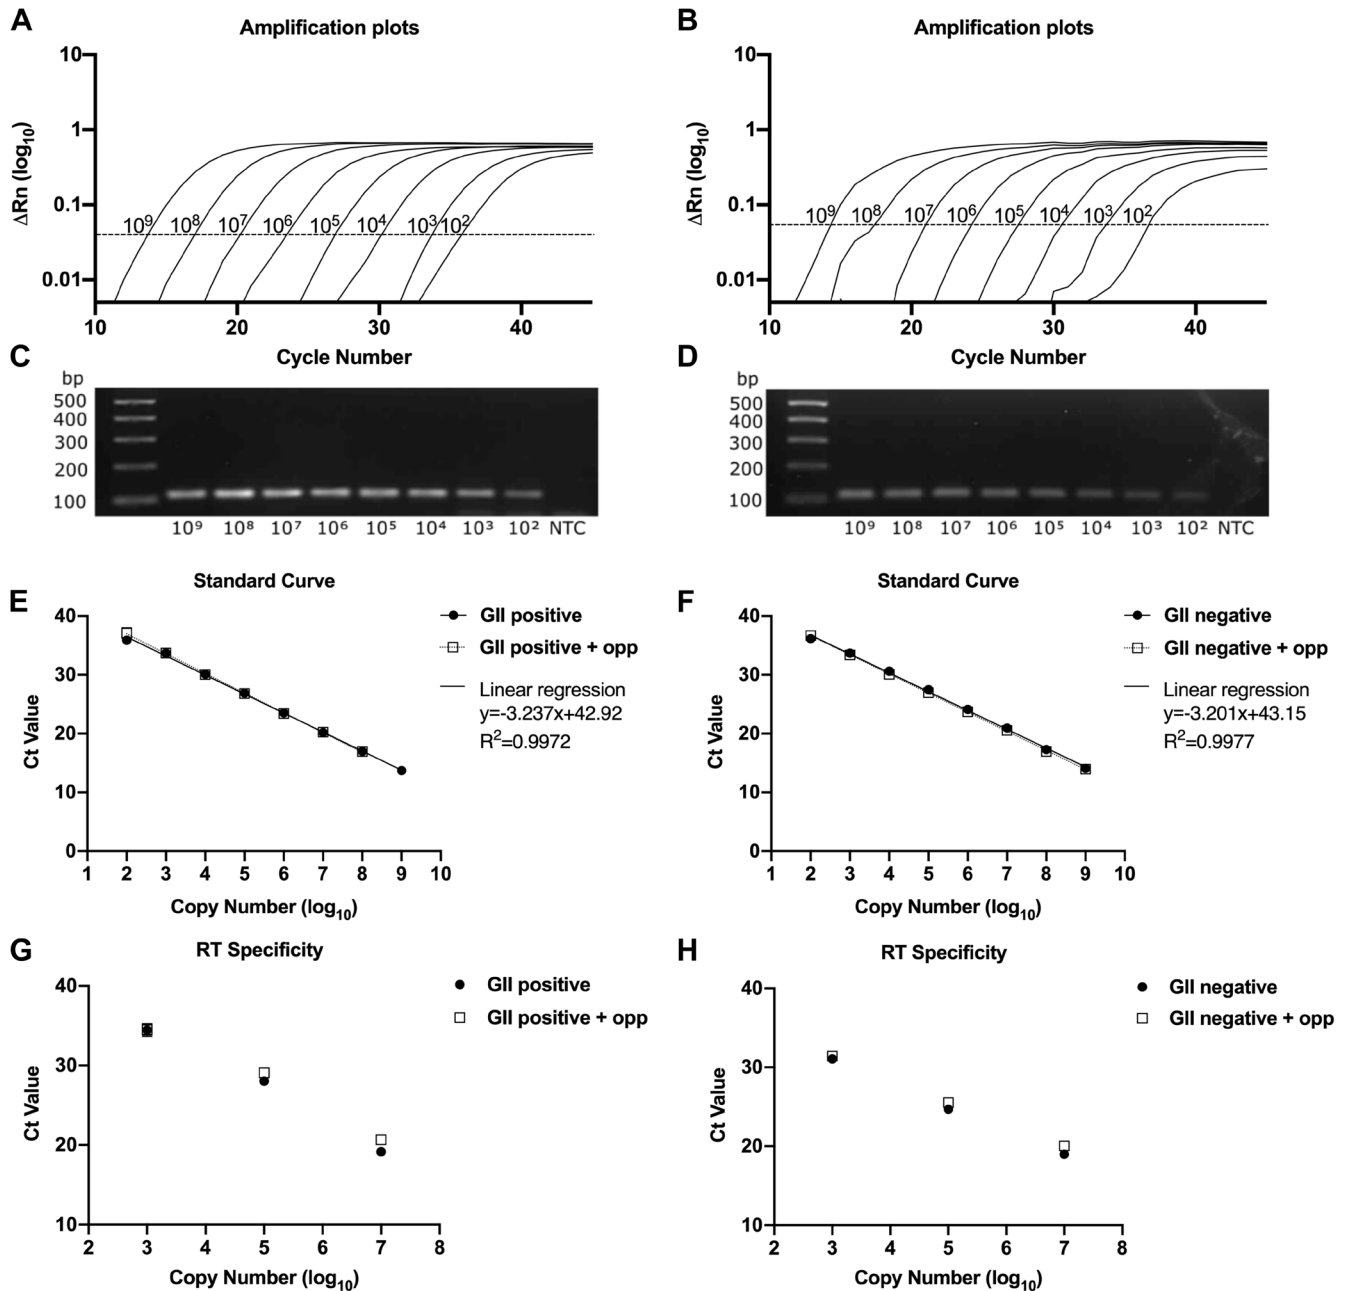 A
Amplification plots
ΔRn (log₁₀)
10
1
0.1
0.01
10⁹ 10⁸ 10⁷ 10⁶ 10⁵ 10⁴ 10³ 10²
10 20 30 40
Cycle Number
B
Amplification plots
ΔRn (log₁₀)
10
1
0.1
0.01
10⁹ 10⁸ 10⁷ 10⁶ 10⁵ 10⁴ 10³ 10²
10 20 30 40
Cycle Number
C
bp
500
400
300
200
100
10⁹ 10⁸ 10⁷ 10⁶ 10⁵ 10⁴ 10³ 10² NTC
D
bp
500
400
300
200
100
10⁹ 10⁸ 10⁷ 10⁶ 10⁵ 10⁴ 10³ 10² NTC
E
Standard Curve
Ct Value
40
30
20
10
0
1 2 3 4 5 6 7 8 9 10
Copy Number (log₁₀)
GII positive
GII positive + opp
Linear regression
y=-3.237x+42.92
R²=0.9972
F
Standard Curve
Ct Value
40
30
20
10
0
1 2 3 4 5 6 7 8 9 10
Copy Number (log₁₀)
GII negative
GII negative + opp
Linear regression
y=-3.201x+43.15
R²=0.9977
G
RT Specificity
Ct Value
40
30
20
10
2 3 4 5 6 7 8
Copy Number (log₁₀)
GII positive
GII positive + opp
H
RT Specificity
Ct Value
40
30
20
10
2 3 4 5 6 7 8
Copy Number (log₁₀)
GII negative
GII negative + opp